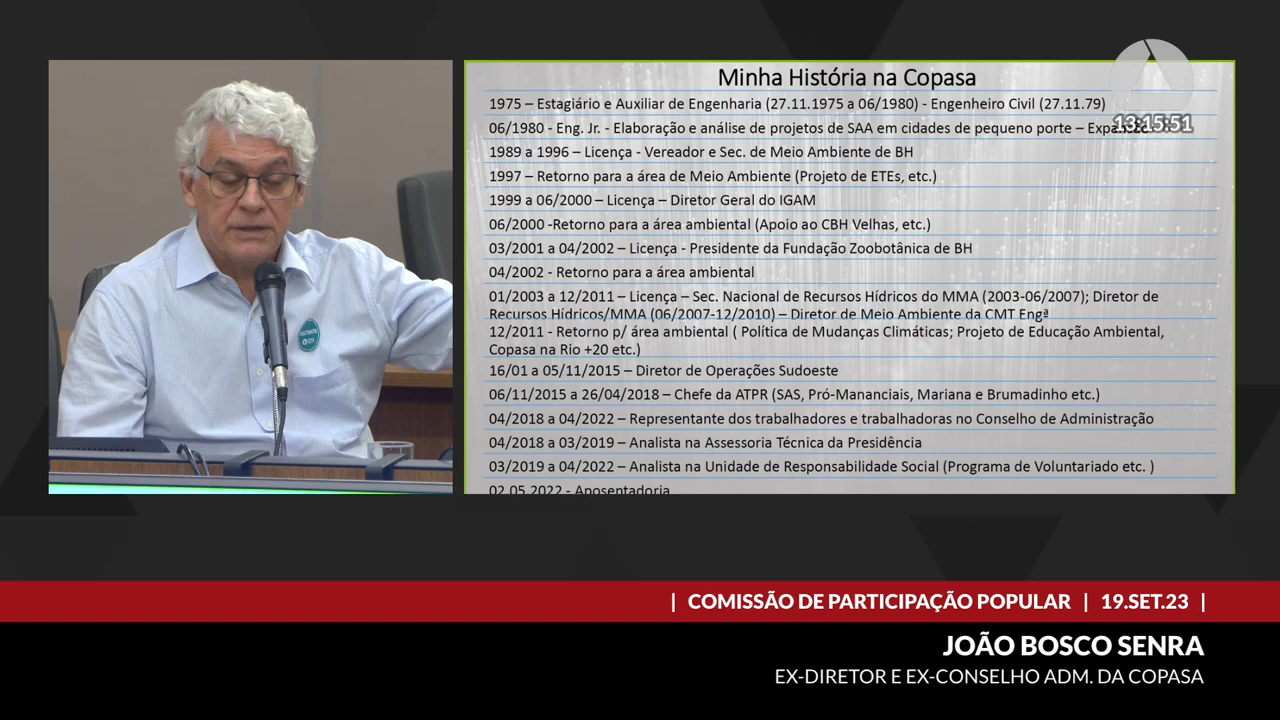 Minha História na Copasa
1975 – Estagiário e Auxiliar de Engenharia (27.11.1975 a 06/1980) - Engenheiro Civil (27.11.79)
13:15:51
06/1980 - Eng. Jr. - Elaboração e análise de projetos de SAA em cidades de pequeno porte –
1989 a 1996 – Licença - Vereador e Sec. de Meio Ambiente de BH
1997 – Retorno para a área de Meio Ambiente (Projeto de ETEs, etc.)
1999 a 06/2000 – Licença – Diretor Geral do IGAM
06/2000 -Retorno para a área ambiental (Apoio ao CBH Velhas, etc.)
03/2001 a 04/2002 – Licença - Presidente da Fundação Zoobotânica de BH
04/2002 - Retorno para a área ambiental
01/2003 a 12/2011 – Licença – Sec. Nacional de Recursos Hídricos do MMA (2003-06/2007); Diretor de
Recursos Hídricos/MMA (06/2007-12/2010) – Diretor de Meio Ambiente da CMT Engª
12/2011 - Retorno p/ área ambiental ( Política de Mudanças Climáticas; Projeto de Educação Ambiental,
Copasa na Rio +20 etc.)
16/01 a 05/11/2015 – Diretor de Operações Sudoeste
06/11/2015 a 26/04/2018 – Chefe da ATPR (SAS, Pró-Mananciais, Mariana e Brumadinho etc.)
04/2018 a 04/2022 – Representante dos trabalhadores e trabalhadoras no Conselho de Administração
04/2018 a 03/2019 – Analista na Assessoria Técnica da Presidência
03/2019 a 04/2022 – Analista na Unidade de Responsabilidade Social (Programa de Voluntariado etc. )
02.05.2022 - Aposentadoria
| COMISSÃO DE PARTICIPAÇÃO POPULAR | 19.SET.23 |
JOÃO BOSCO SENRA
EX-DIRETOR E EX-CONSELHO ADM. DA COPASA